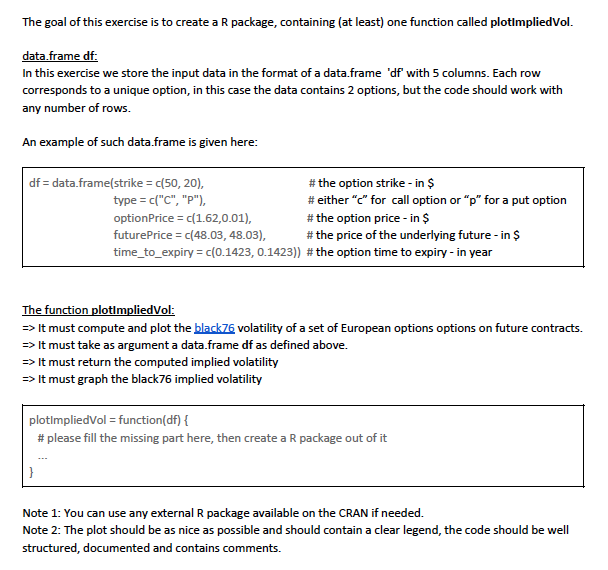 The goal of this exercise is to create a R package, containing (at least) one function called plotImpliedVol.
data.frame df:
In this exercise we store the input data in the format of a data.frame 'df' with 5 columns. Each row
corresponds to a unique option, in this case the data contains 2 options, but the code should work with
any number of rows.
An example of such data.frame is given here:
df = data.frame(strike = c(50, 20), # the option strike - in $
type = c("C", "P"), # either “c” for call option or “p” for a put option
optionPrice = c(1.62,0.01), # the option price - in $
futurePrice = c(48.03, 48.03), # the price of the underlying future - in $
time_to_expiry = c(0.1423, 0.1423)) # the option time to expiry - in year
The function plotImpliedVol:
=> It must compute and plot the black76 volatility of a set of European options options on future contracts.
=> It must take as argument a data.frame df as defined above.
=> It must return the computed implied volatility
=> It must graph the black76 implied volatility
plotImpliedVol = function(df) {
# please fill the missing part here, then create a R package out of it
...
}
Note 1: You can use any external R package available on the CRAN if needed.
Note 2: The plot should be as nice as possible and should contain a clear legend, the code should be well
structured, documented and contains comments.